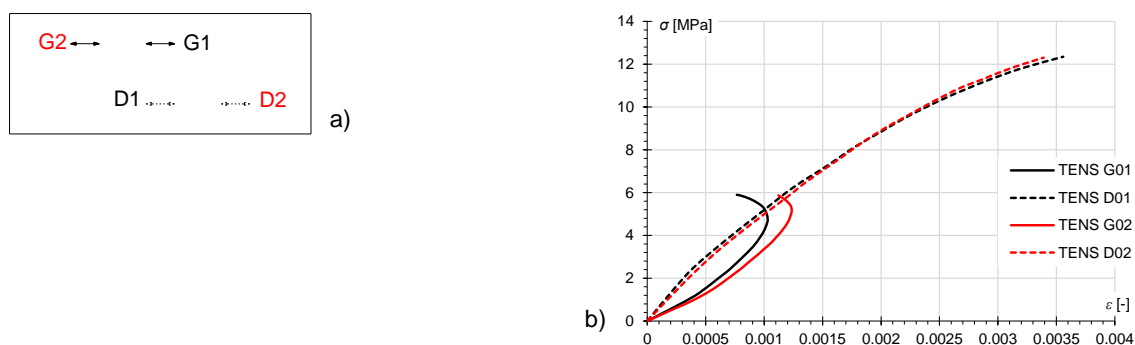 G2
G1
D1
D2
a)
σ [MPa]
14
12
10
8
6
4
2
0
TENS G01
TENS D01
TENS G02
TENS D02
ε [-]
b)
0 0.0005 0.001 0.0015 0.002 0.0025 0.003 0.0035 0.004